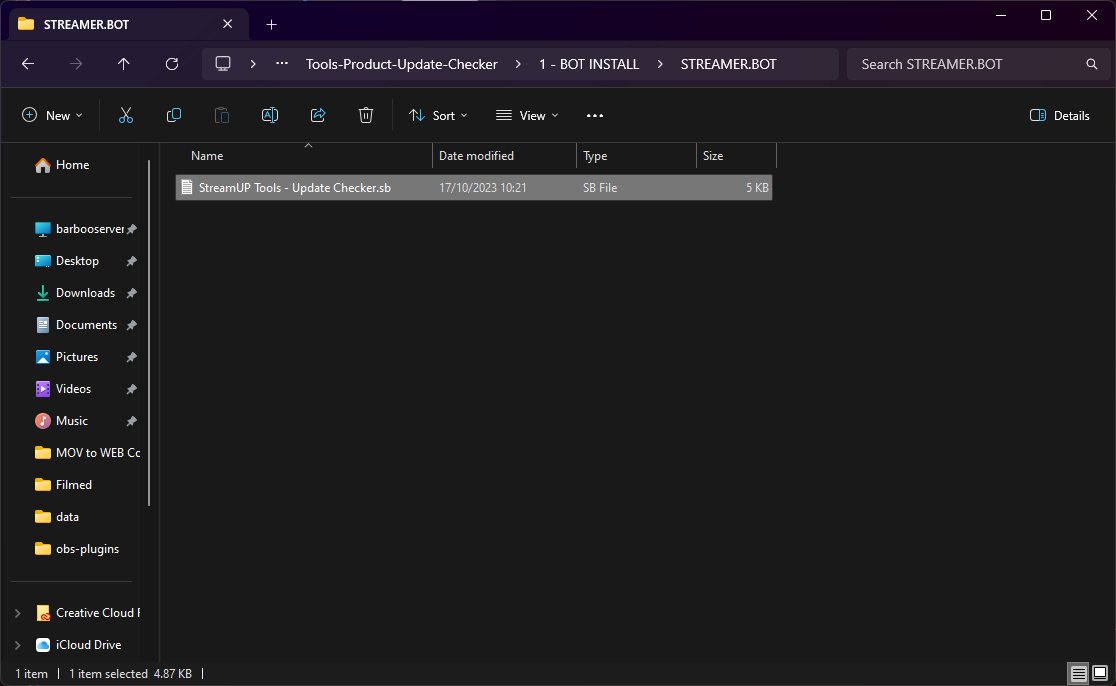 STREAMER.BOT
Tools-Product-Update-Checker > 1 - BOT INSTALL > STREAMER.BOT
Search STREAMER.BOT
New
Sort
View
Details
Name
Date modified
Type
Size
StreamUP Tools - Update Checker.sb
17/10/2023 10:21
SB File
5 KB
Home
barbooserver
Desktop
Downloads
Documents
Pictures
Videos
Music
MOV to WEB Cc
Filmed
data
obs-plugins
Creative Cloud F
iCloud Drive
1 item | 1 item selected 4.87 KB |